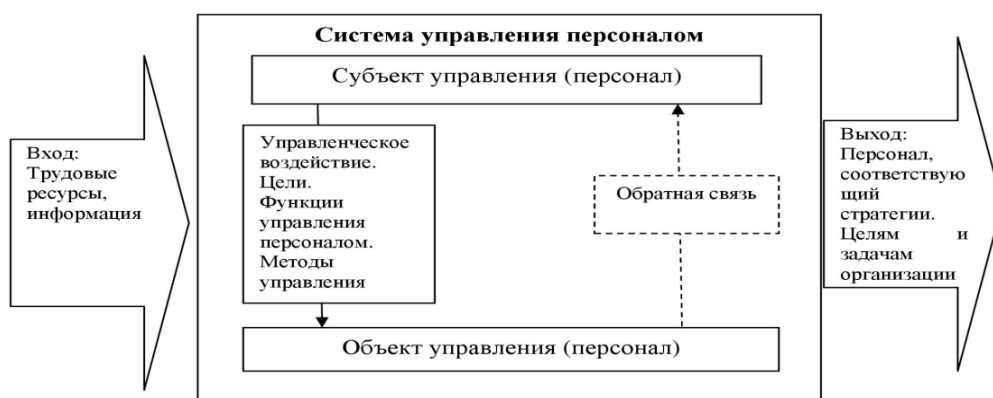 Система управления персоналом
Субъект управления (персонал)
Вход:
Трудовые
ресурсы,
информация
Управленческое
воздействие.
Цели.
Функции
управления
персоналом.
Методы
управления
Обратная связь
Объект управления (персонал)
Выход:
Персонал,
соответствую
щий
стратегии.
Целям и
задачам
организации